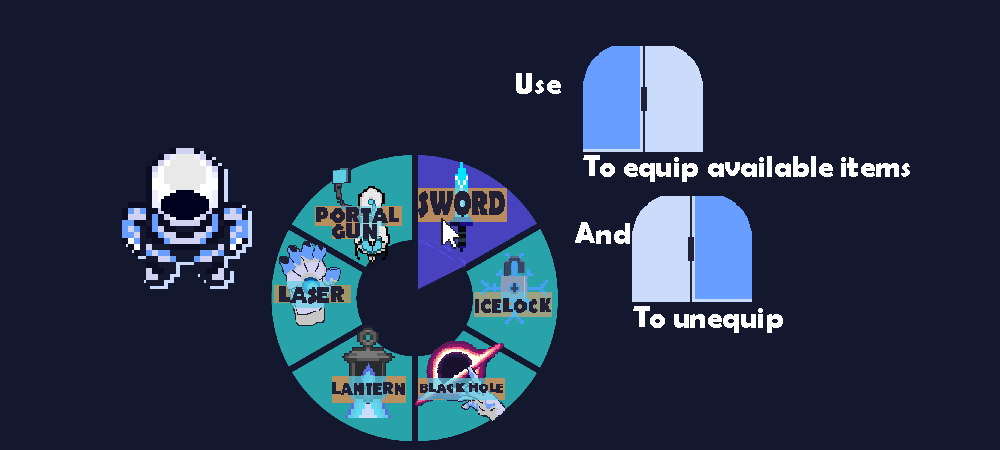 Use
To equip available items
And
To unequip
PORTAL
GUN
SWORD
LASER
ICELOCK
LANTERN
BLACK HOLE